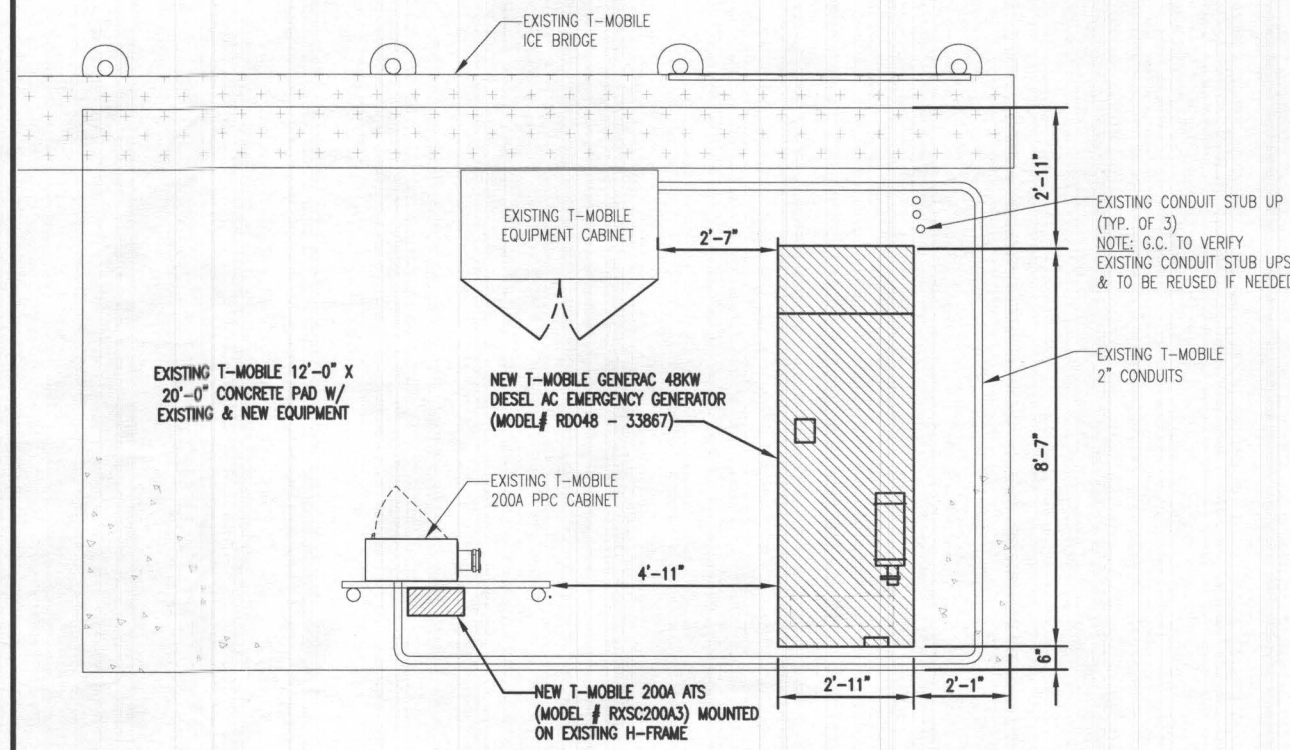 EXISTING T-MOBILE
ICE BRIDGE
2'-11"
EXISTING CONDUIT STUB UP
(TYP. OF 3)
NOTE: G.C. TO VERIFY
EXISTING CONDUIT STUB UPS
& TO BE REUSED IF NEEDED
EXISTING T-MOBILE
EQUIPMENT CABINET
2'-7"
EXISTING T-MOBILE
2" CONDUITS
EXISTING T-MOBILE 12'-0" X
20'-0" CONCRETE PAD W/
EXISTING & NEW EQUIPMENT
NEW T-MOBILE GENERAC 48KW
DIESEL AC EMERGENCY GENERATOR
(MODEL# RD048 - 33867)
8'-7"
EXISTING T-MOBILE
200A PPC CABINET
4'-11"
6"
2'-11"
2'-1"
NEW T-MOBILE 200A ATS
(MODEL # RXSC200A3) MOUNTED
ON EXISTING H-FRAME